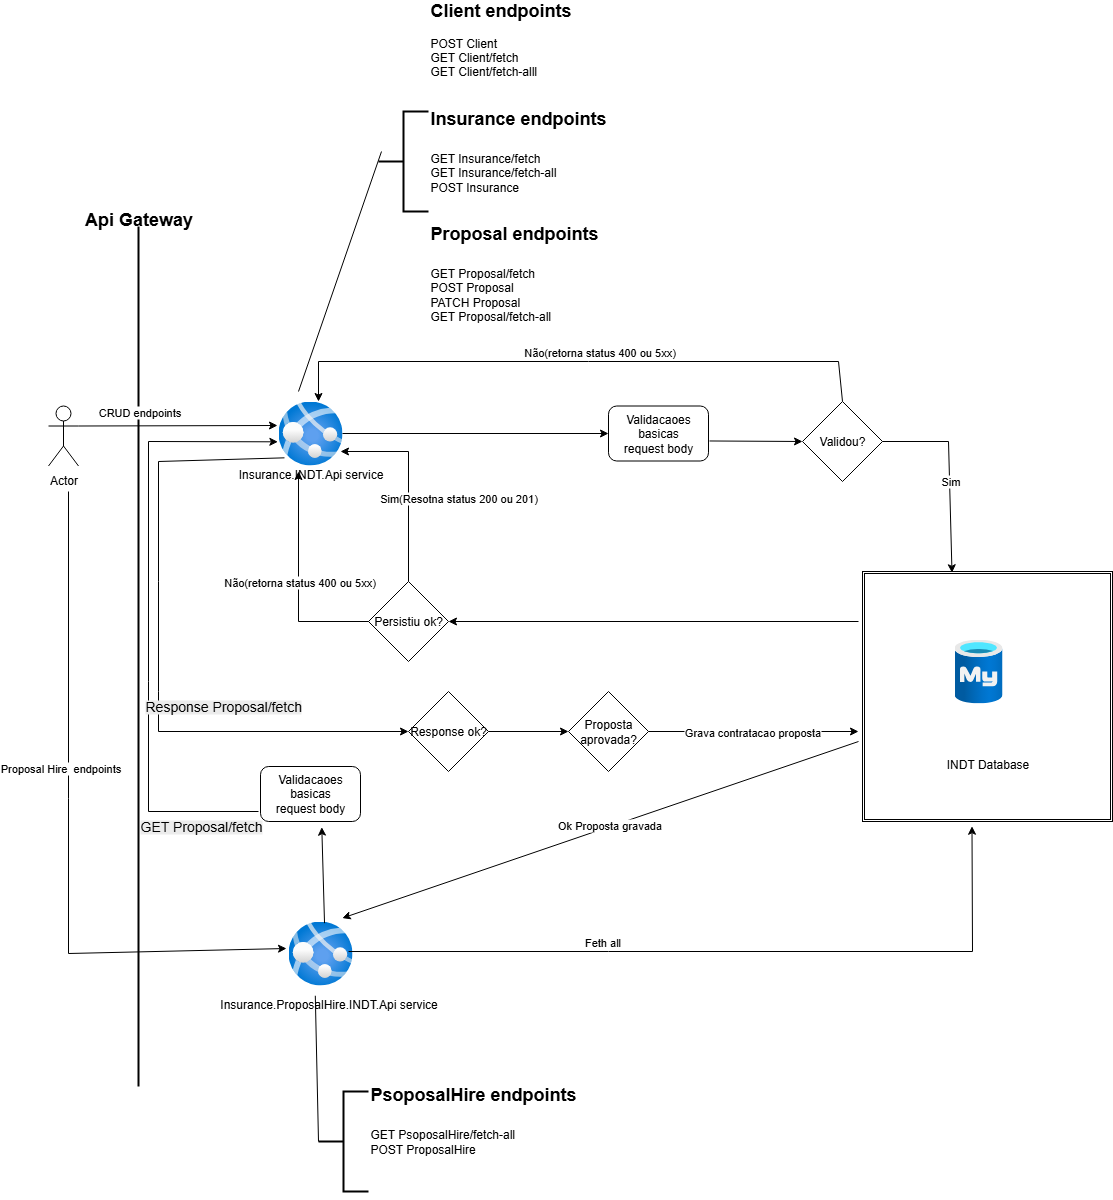 Client endpoints
POST Client
GET Client/fetch
GET Client/fetch-alll
Insurance endpoints
GET Insurance/fetch
GET Insurance/fetch-all
POST Insurance
Api Gateway
Proposal endpoints
GET Proposal/fetch
POST Proposal
PATCH Proposal
GET Proposal/fetch-all
Não(retorna status 400 ou 5xx)
CRUD endpoints
Validacaoes
basicas
request body
Validou?
Actor
Insurance.INDT.Api service
Sim
Sim(Resotna status 200 ou 201)
Não(retorna status 400 ou 5xx)
Persistiu ok?
My
Response Proposal/fetch
Response ok?
Proposta
aprovada?
Grava contratacao proposta
INDT Database
Proposal Hire  endpoints
Validacaoes
basicas
request body
GET Proposal/fetch
Ok Proposta gravada
Feth all
Insurance.ProposalHire.INDT.Api service
PsoposalHire endpoints
GET PsoposalHire/fetch-all
POST ProposalHire